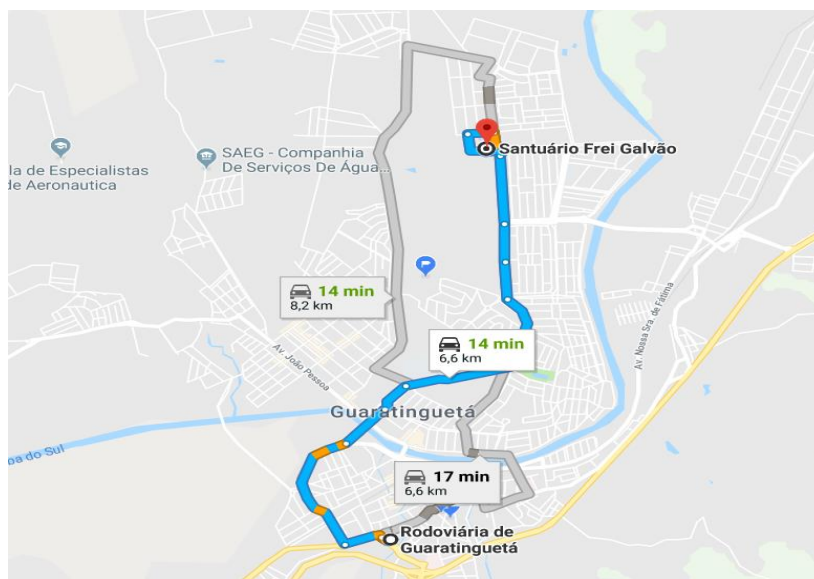 Santuário Frei Galvão
SAEG - Companhia
De Serviços De Água...
la de Especialistas
de Aeronautica
14 min
8,2 km
Av. Nossa Sra. de Fátima
14 min
6,6 km
Av. João Pessoa
Guaratinguetá
oa do Sul
17 min
6,6 km
Rodoviária de
Guaratinguetá